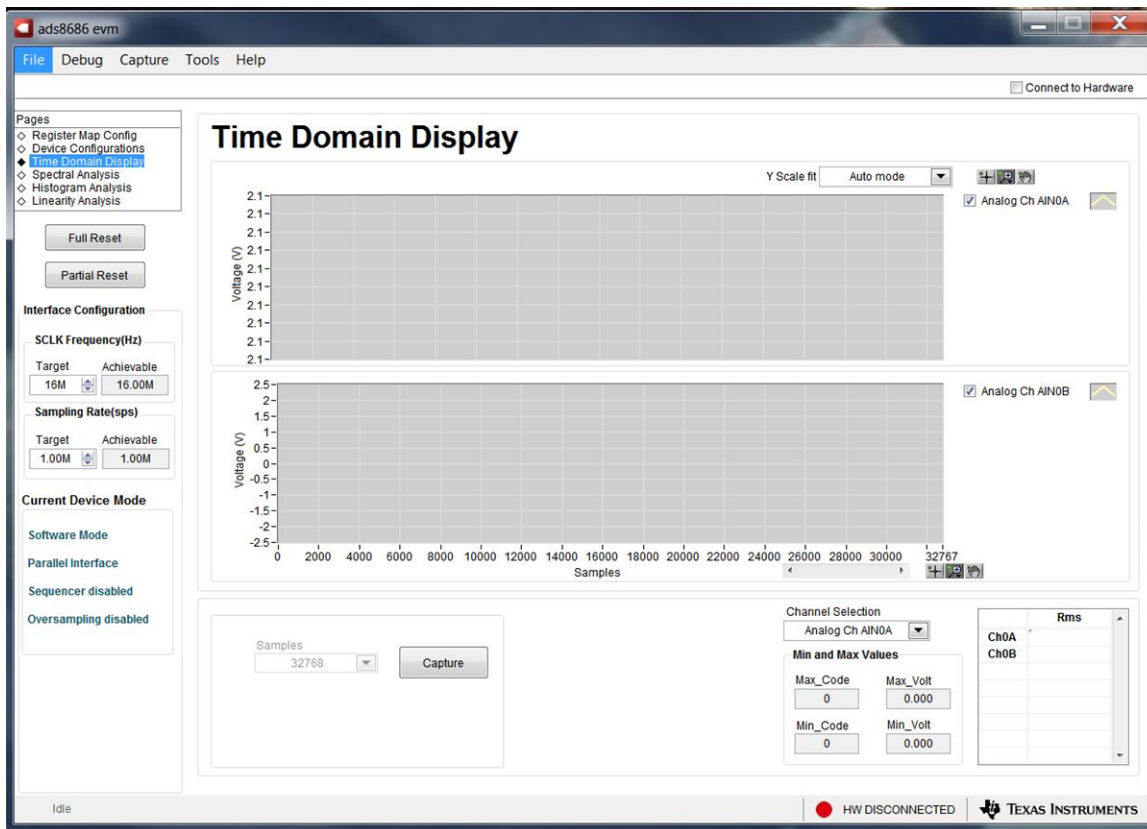 ads8686 evm
File Debug Capture Tools Help
Connect to Hardware
Pages
Register Map Config
Device Configurations
Time Domain Display
Spectral Analysis
Histogram Analysis
Linearity Analysis
Full Reset
Partial Reset
Interface Configuration
SCLK Frequency(Hz)
Target Achievable
16M 16.00M
Sampling Rate(sps)
Target Achievable
1.00M 1.00M
Current Device Mode
Software Mode
Parallel Interface
Sequencer disabled
Oversampling disabled
Time Domain Display
Y Scale fit Auto mode
Analog Ch AIN0A
Voltage (V)
2.1
2.1
2.1
2.1
2.1
2.1
2.1
2.1
2.1
2.1
Analog Ch AIN0B
Voltage (V)
2.5
2
1.5
1
0.5
0
-0.5
-1
-1.5
-2
-2.5
0 2000 4000 6000 8000 10000 12000 14000 16000 18000 20000 22000 24000 26000 28000 30000 32767
Samples
Samples
32768
Capture
Channel Selection
Analog Ch AIN0A
Min and Max Values
Max_Code Max_Volt
0 0.000
Min_Code Min_Volt
0 0.000
Rms
Ch0A
Ch0B
Idle
HW DISCONNECTED
TEXAS INSTRUMENTS